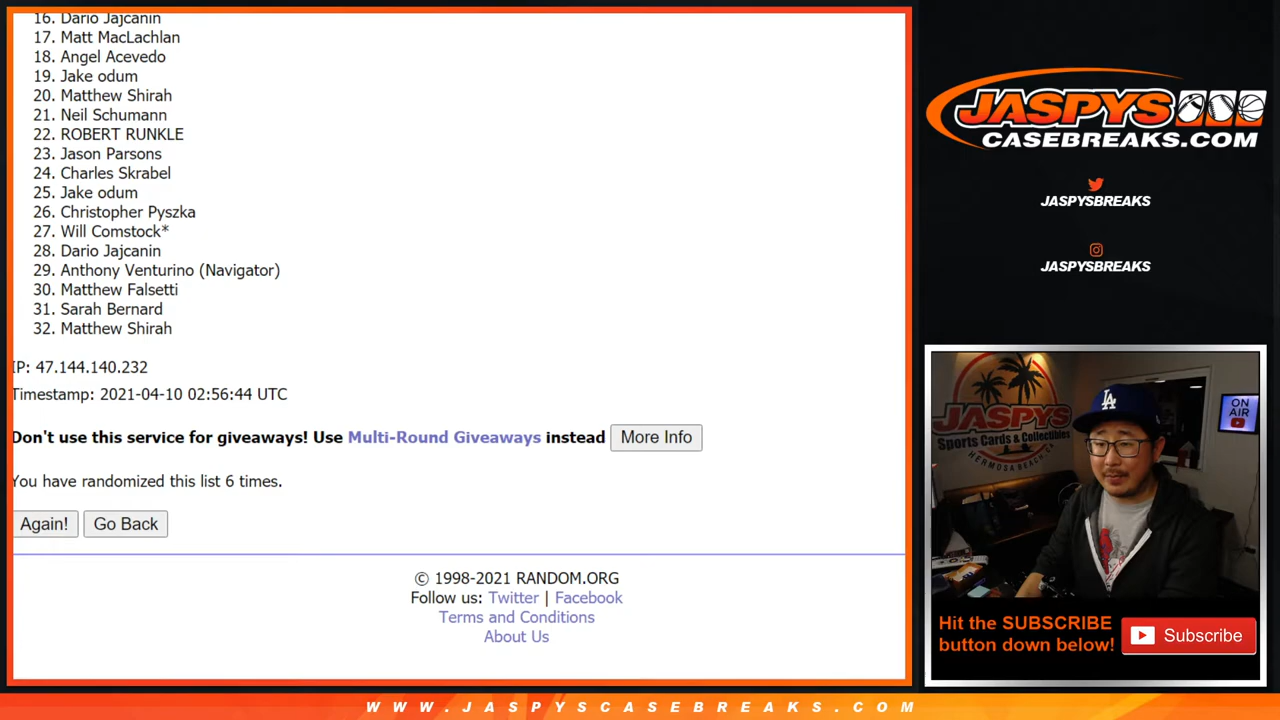 16. Dario Jajcanin
17. Matt MacLachlan
18. Angel Acevedo
19. Jake odum
20. Matthew Shirah
21. Neil Schumann
22. ROBERT RUNKLE
23. Jason Parsons
24. Charles Skrabel
25. Jake odum
26. Christopher Pyszka
27. Will Comstock*
28. Dario Jajcanin
29. Anthony Venturino (Navigator)
30. Matthew Falsetti
31. Sarah Bernard
32. Matthew Shirah
IP: 47.144.140.232
Timestamp: 2021-04-10 02:56:44 UTC
Don't use this service for giveaways! Use Multi-Round Giveaways instead More Info
You have randomized this list 6 times.
Again! Go Back
© 1998-2021 RANDOM.ORG
Follow us: Twitter | Facebook
Terms and Conditions
About Us
JASPYS
CASEBREAKS.COM
JASPYSBREAKS
JASPYSBREAKS
JASPYS
Sports Cards & Collectibles
HERMOSA BEACH, CA
ON
AIR
LA
Hit the SUBSCRIBE
button down below!
Subscribe
WWW.JASPYSCASEBREAKS.COM